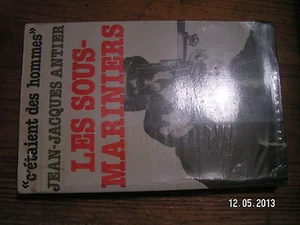 «c'étaient des hommes»
JEAN-JACQUES ANTIER
LES SOUS-
MARINIERS
12.05.2013